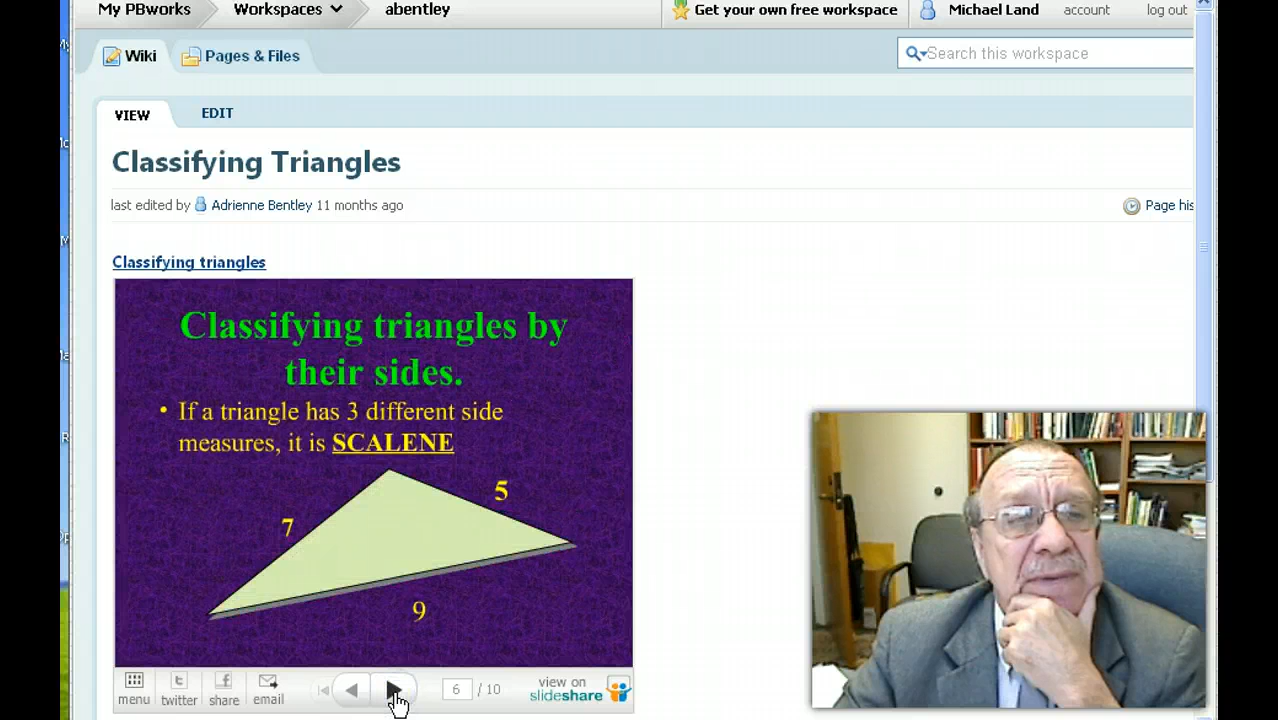 My PBworks Workspaces abentley Get your own free workspace Michael Land account log out
Wiki Pages & Files Search this workspace
VIEW EDIT
Classifying Triangles
last edited by Adrienne Bentley 11 months ago Page his
Classifying triangles
Classifying triangles by
their sides.
• If a triangle has 3 different side
measures, it is SCALENE
5
7
9
menu twitter share email 6 / 10 view on
slideshare